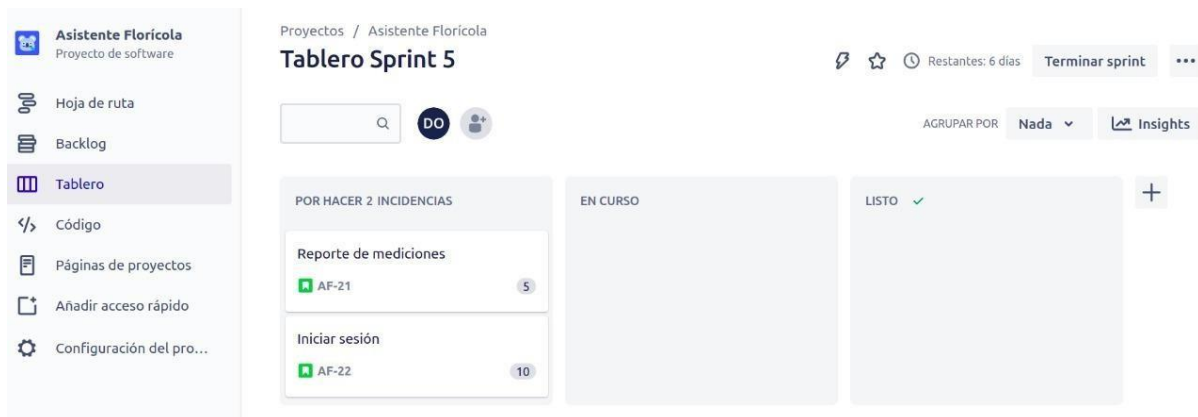 Asistente Florícola
Proyecto de software
Hoja de ruta
Backlog
Tablero
Código
Páginas de proyectos
Añadir acceso rápido
Configuración del pro...
Proyectos / Asistente Florícola
Tablero Sprint 5
Restantes: 6 días
Terminar sprint
DO
AGRUPAR POR
Nada
Insights
POR HACER 2 INCIDENCIAS
Reporte de mediciones
AF-21
5
Iniciar sesión
AF-22
10
EN CURSO
LISTO